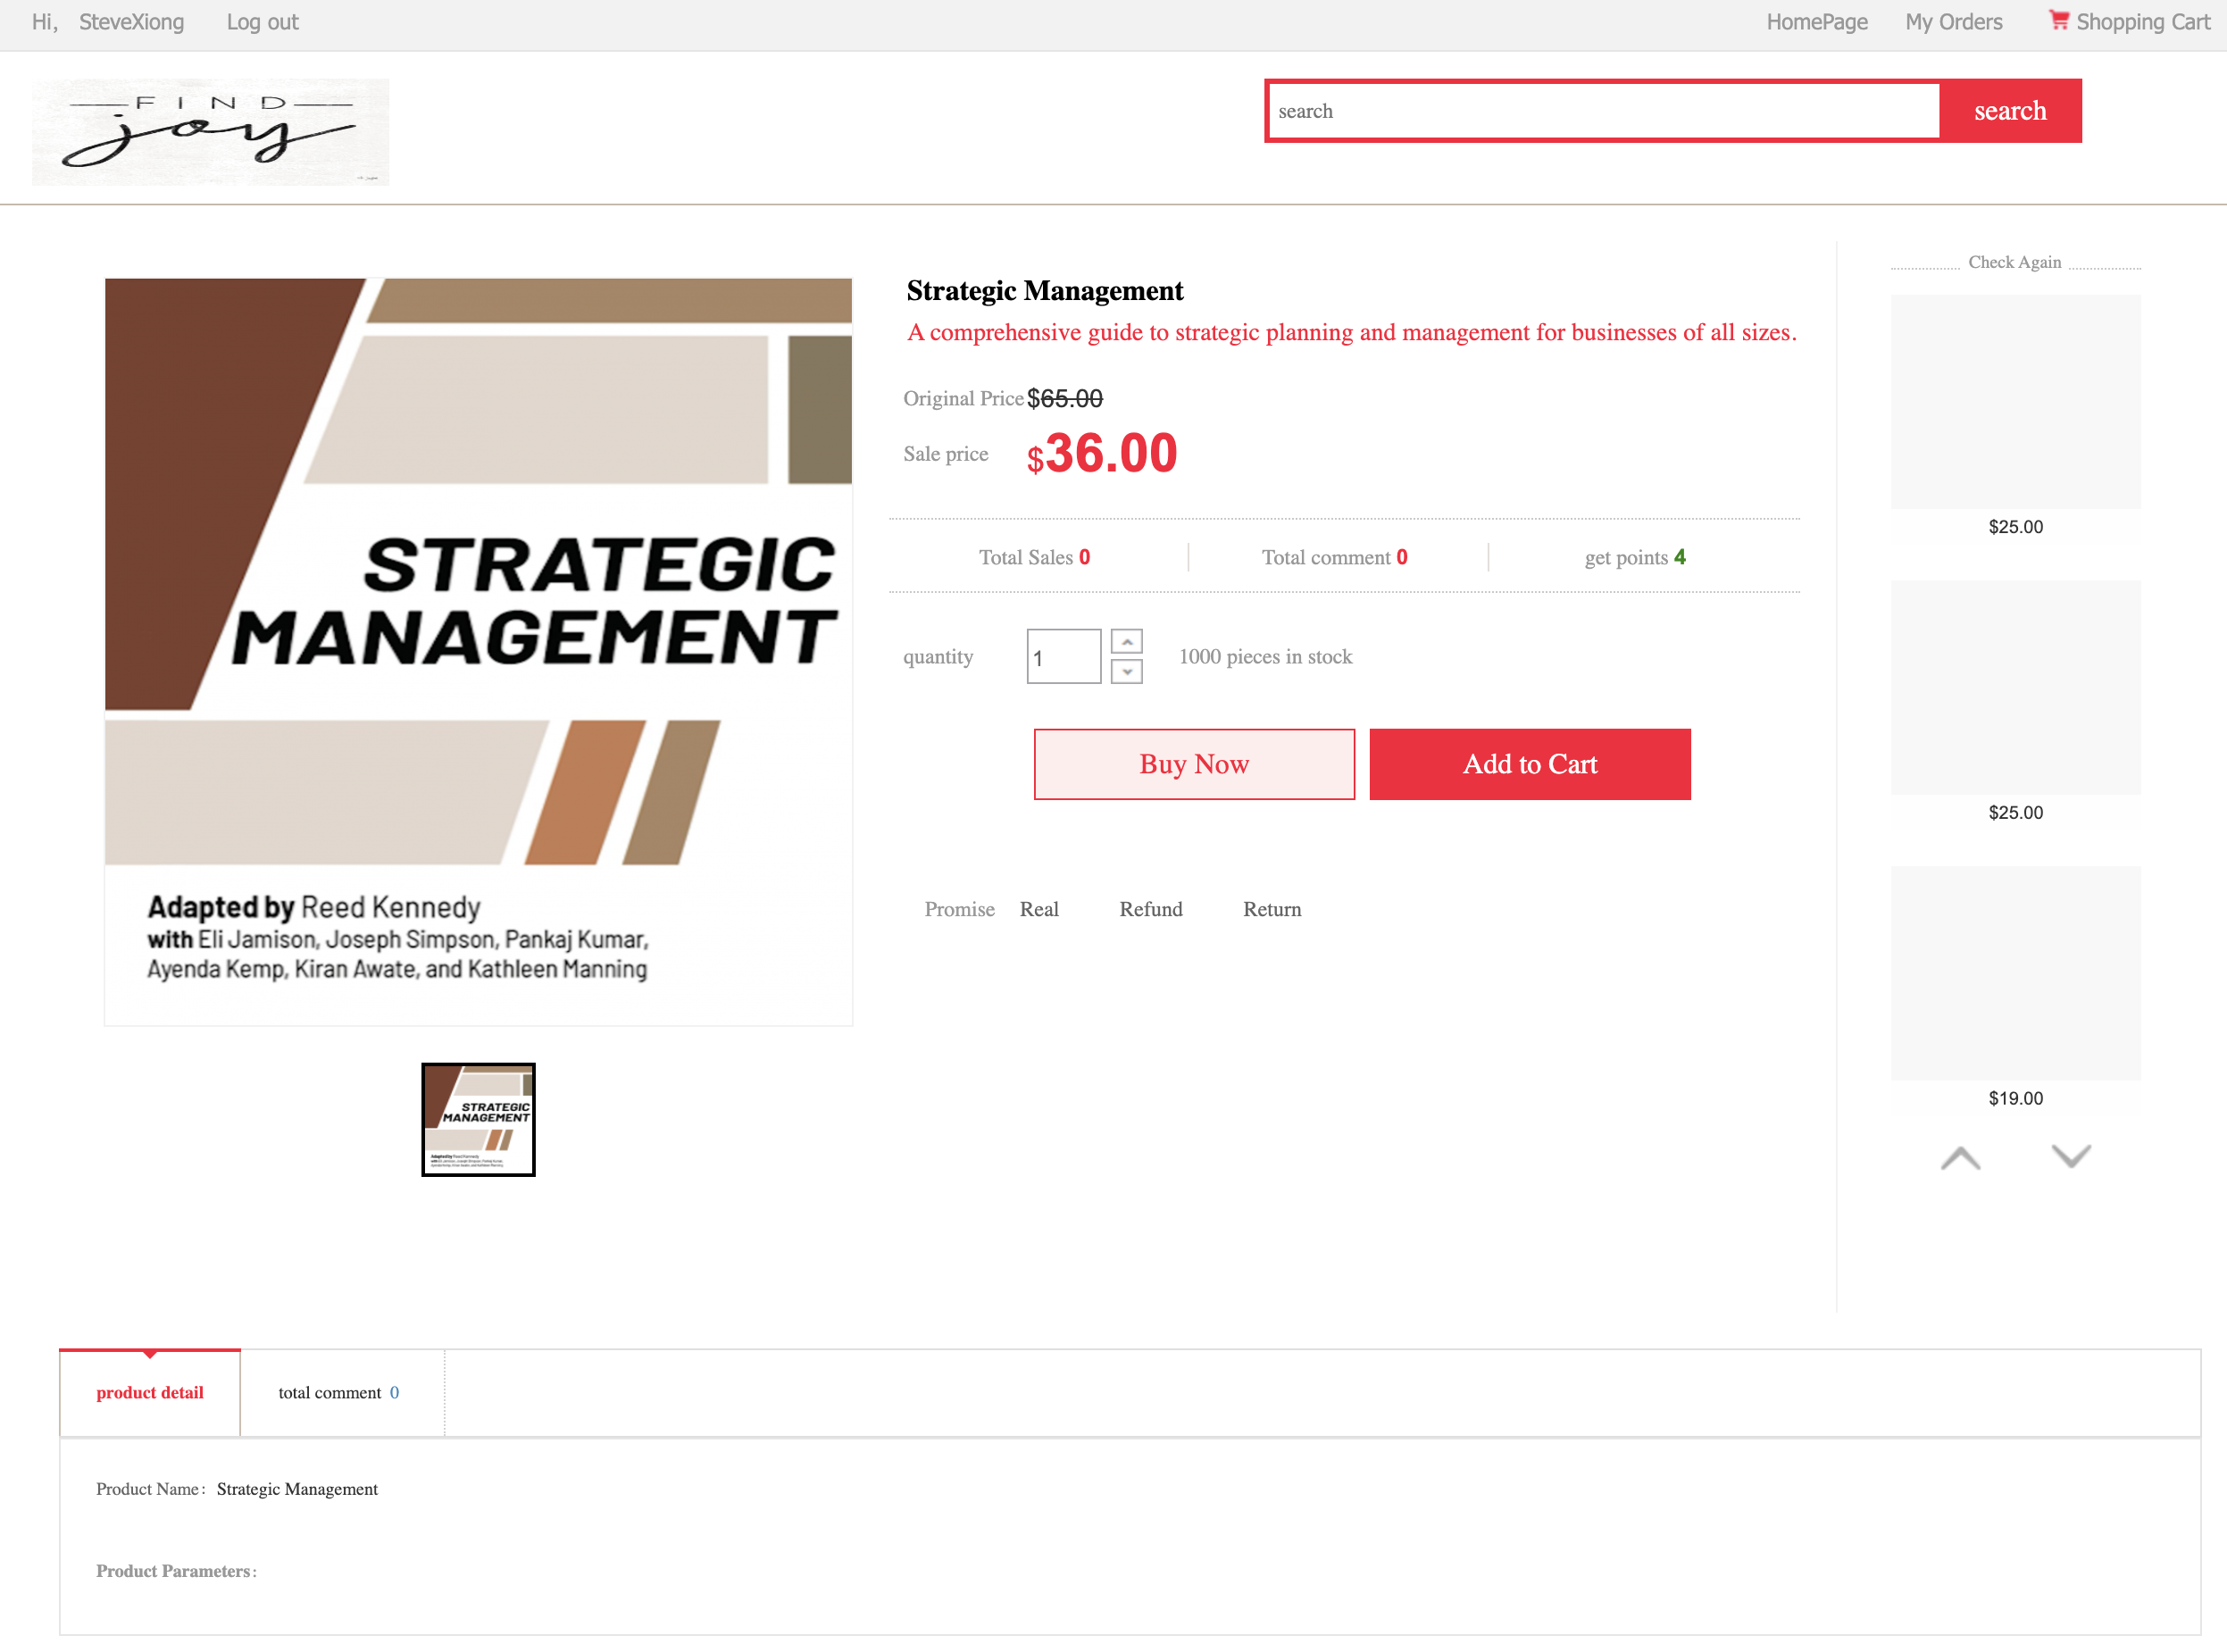 Hi, SteveXiong Log out HomePage My Orders Shopping Cart
FIND
joy
search search
Check Again
Strategic Management
A comprehensive guide to strategic planning and management for businesses of all sizes.
Original Price $65.00
Sale price $36.00
Total Sales 0 Total comment 0 get points 4
quantity 1 1000 pieces in stock
Buy Now Add to Cart
Promise Real Refund Return
STRATEGIC
MANAGEMENT
Adapted by Reed Kennedy
with Eli Jamison, Joseph Simpson, Pankaj Kumar,
Ayenda Kemp, Kiran Awate, and Kathleen Manning
STRATEGIC
MANAGEMENT
$25.00
$25.00
$19.00
product detail total comment 0
Product Name: Strategic Management
Product Parameters: